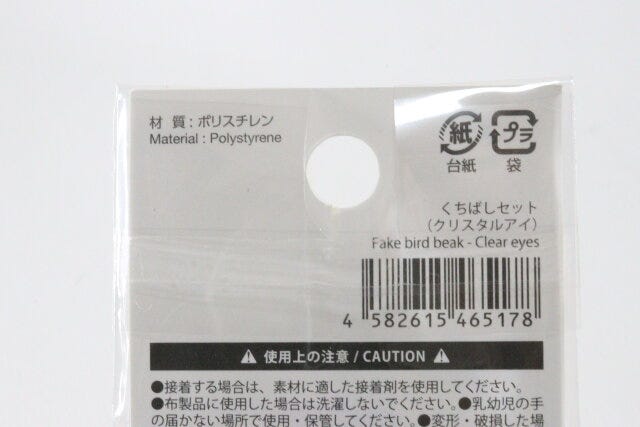 材 質 : ポリスチレン
Material : Polystyrene
紙
プラ
台紙
袋
くちばしセット
（クリスタルアイ）
Fake bird beak - Clear eyes
4 582615 465178
使用上の注意 / CAUTION
●接着する場合は、素材に適した接着剤を使用してください。
●布製品に使用した場合は洗濯しないでください。●乳幼児の手
の届かない場所で使用・保管してください。●変形・破損した場